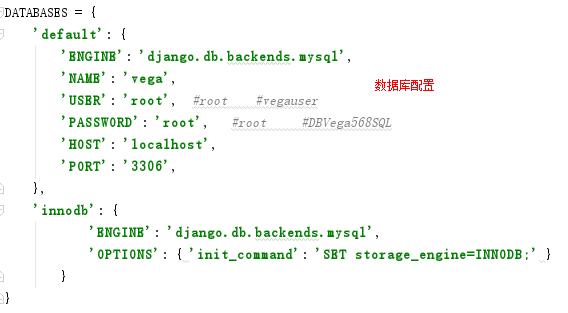 DATABASES = {
'default': {
'ENGINE': 'django.db.backends.mysql',
'NAME': 'vega',
数据库配置
'USER': 'root',  #root    #vegauser
'PASSWORD': 'root',   #root     #DBVega568SQL
'HOST': 'localhost',
'PORT': '3306',
},
'innodb': {
'ENGINE': 'django.db.backends.mysql',
'OPTIONS': { 'init_command': 'SET storage_engine=INNODB;' }
}
}